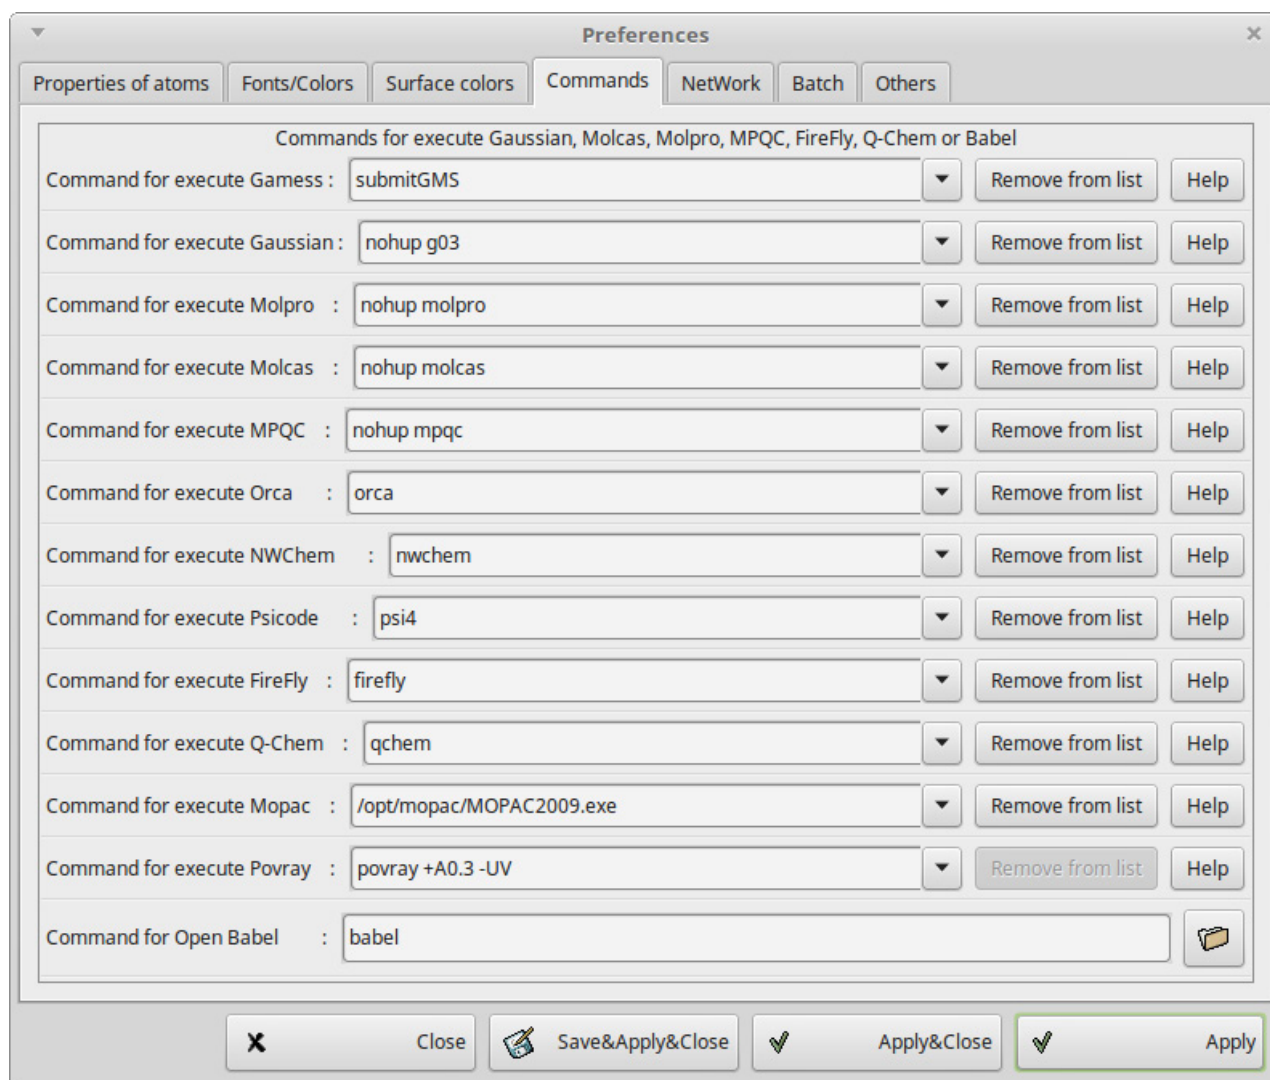 Preferences
Properties of atoms Fonts/Colors Surface colors Commands NetWork Batch Others
Commands for execute Gaussian, Molcas, Molpro, MPQC, FireFly, Q-Chem or Babel
Command for execute Gamess : submitGMS Remove from list Help
Command for execute Gaussian : nohup g03 Remove from list Help
Command for execute Molpro : nohup molpro Remove from list Help
Command for execute Molcas : nohup molcas Remove from list Help
Command for execute MPQC : nohup mpqc Remove from list Help
Command for execute Orca : orca Remove from list Help
Command for execute NWChem : nwchem Remove from list Help
Command for execute Psicode : psi4 Remove from list Help
Command for execute FireFly : firefly Remove from list Help
Command for execute Q-Chem : qchem Remove from list Help
Command for execute Mopac : /opt/mopac/MOPAC2009.exe Remove from list Help
Command for execute Povray : povray +A0.3 -UV Remove from list Help
Command for Open Babel : babel
Close Save&Apply&Close Apply&Close Apply